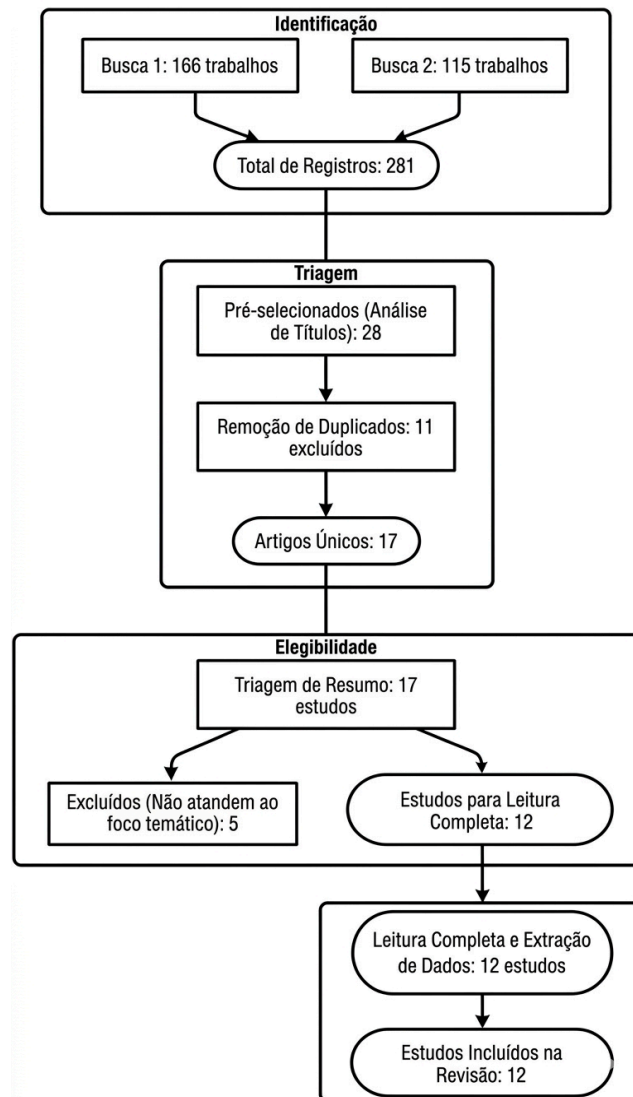 Identificação
Busca 1: 166 trabalhos
Busca 2: 115 trabalhos
Total de Registros: 281
Triagem
Pré-selecionados (Análise
de Títulos): 28
Remoção de Duplicados: 11
excluídos
Artigos Únicos: 17
Elegibilidade
Triagem de Resumo: 17
estudos
Excluídos (Não atandem ao
foco temático): 5
Estudos para Leitura
Completa: 12
Leitura Completa e Extração
de Dados: 12 estudos
Estudos Incluídos na
Revisão: 12